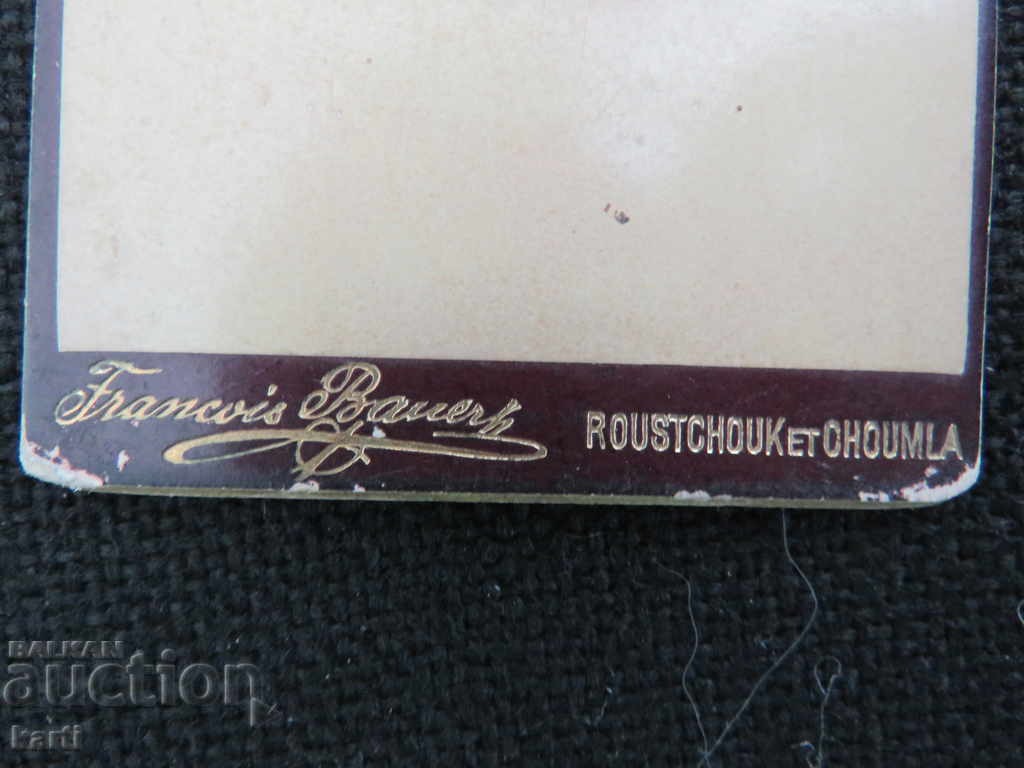 Francois Bauerh
ROUSTCHOUK ET CHOUMLA
BALKAN
auction
karti